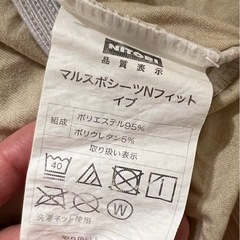 NITORI
品質表示
マルスポシーツNフィット
イブ
組成
ポリエステル95%
ポリウレタン5%
取り扱い表示
40
W
洗濯ネット使用